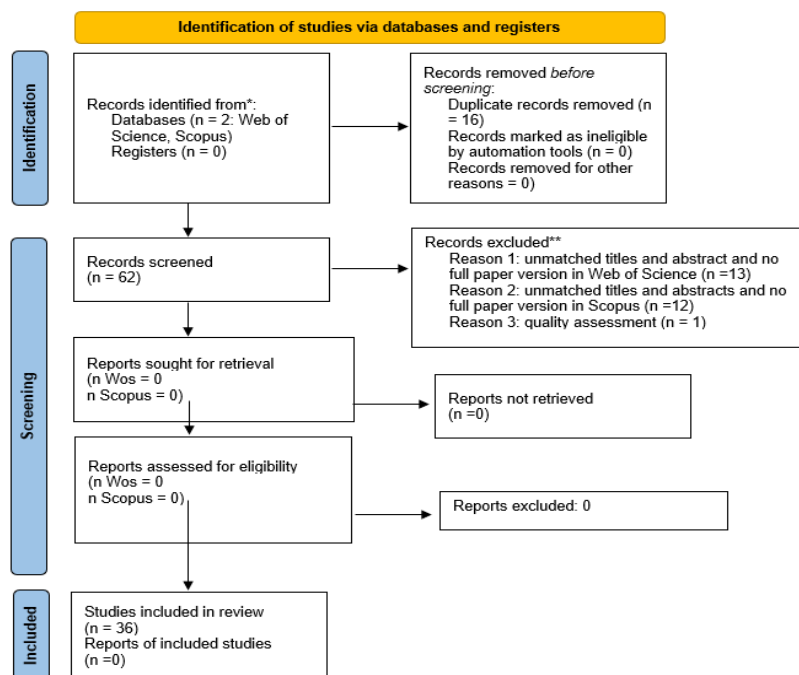 Identification of studies via databases and registers
Identification
Records identified from*:
Databases (n = 2: Web of
Science, Scopus)
Registers (n = 0)
Records removed before
screening:
Duplicate records removed (n
= 16)
Records marked as ineligible
by automation tools (n = 0)
Records removed for other
reasons = 0)
Screening
Records screened
(n = 62)
Records excluded**
Reason 1: unmatched titles and abstract and no
full paper version in Web of Science (n =13)
Reason 2: unmatched titles and abstracts and no
full paper version in Scopus (n =12)
Reason 3: quality assessment (n = 1)
Reports sought for retrieval
(n Wos = 0
n Scopus = 0)
Reports not retrieved
(n =0)
Reports assessed for eligibility
(n Wos = 0
n Scopus = 0)
Reports excluded: 0
Included
Studies included in review
(n = 36)
Reports of included studies
(n =0)